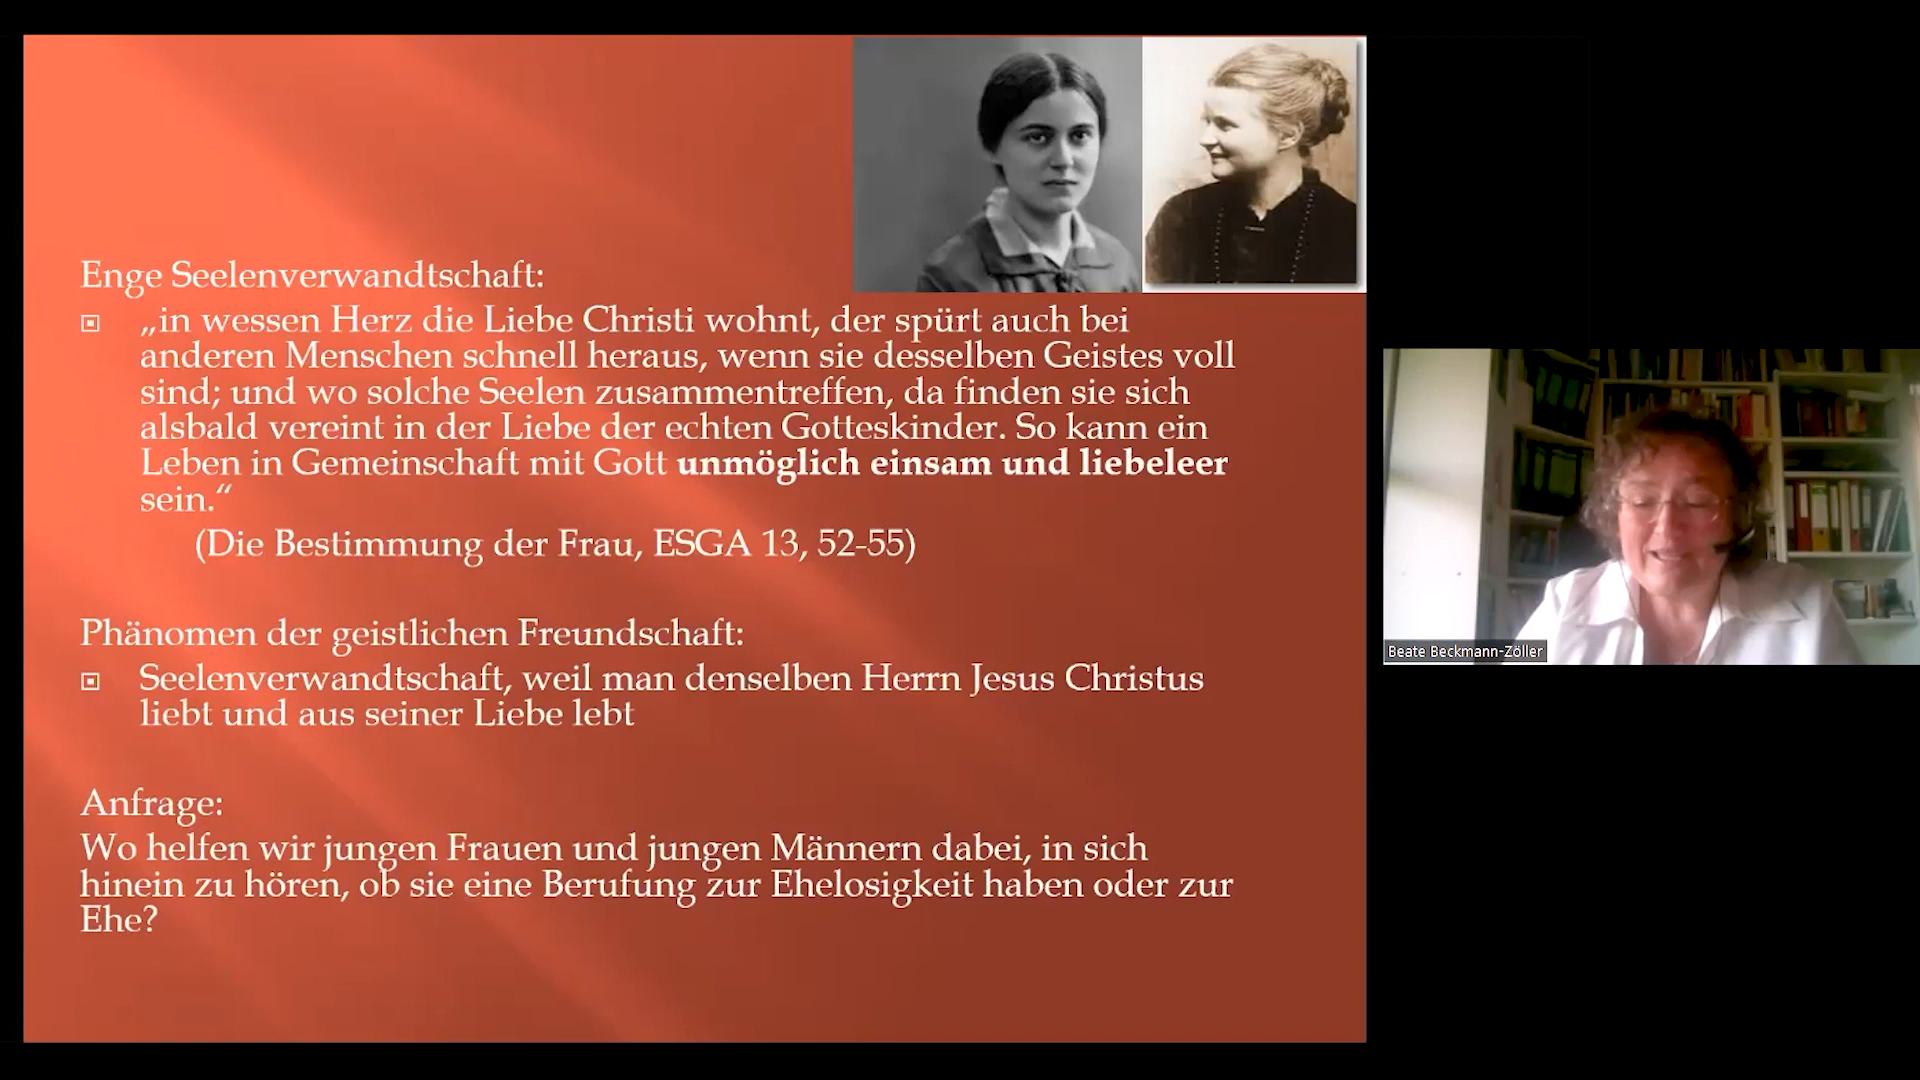 Enge Seelenverwandtschaft:
„in wessen Herz die Liebe Christi wohnt, der spürt auch bei
anderen Menschen schnell heraus, wenn sie desselben Geistes voll
sind; und wo solche Seelen zusammentreffen, da finden sie sich
alsbald vereint in der Liebe der echten Gotteskinder. So kann ein
Leben in Gemeinschaft mit Gott unmöglich einsam und liebeleer
sein.“
(Die Bestimmung der Frau, ESGA 13, 52-55)
Phänomen der geistlichen Freundschaft:
Seelenverwandtschaft, weil man denselben Herrn Jesus Christus
liebt und aus seiner Liebe lebt
Anfrage:
Wo helfen wir jungen Frauen und jungen Männern dabei, in sich
hinein zu hören, ob sie eine Berufung zur Ehelosigkeit haben oder zur
Ehe?
Beate Beckmann-Zöller